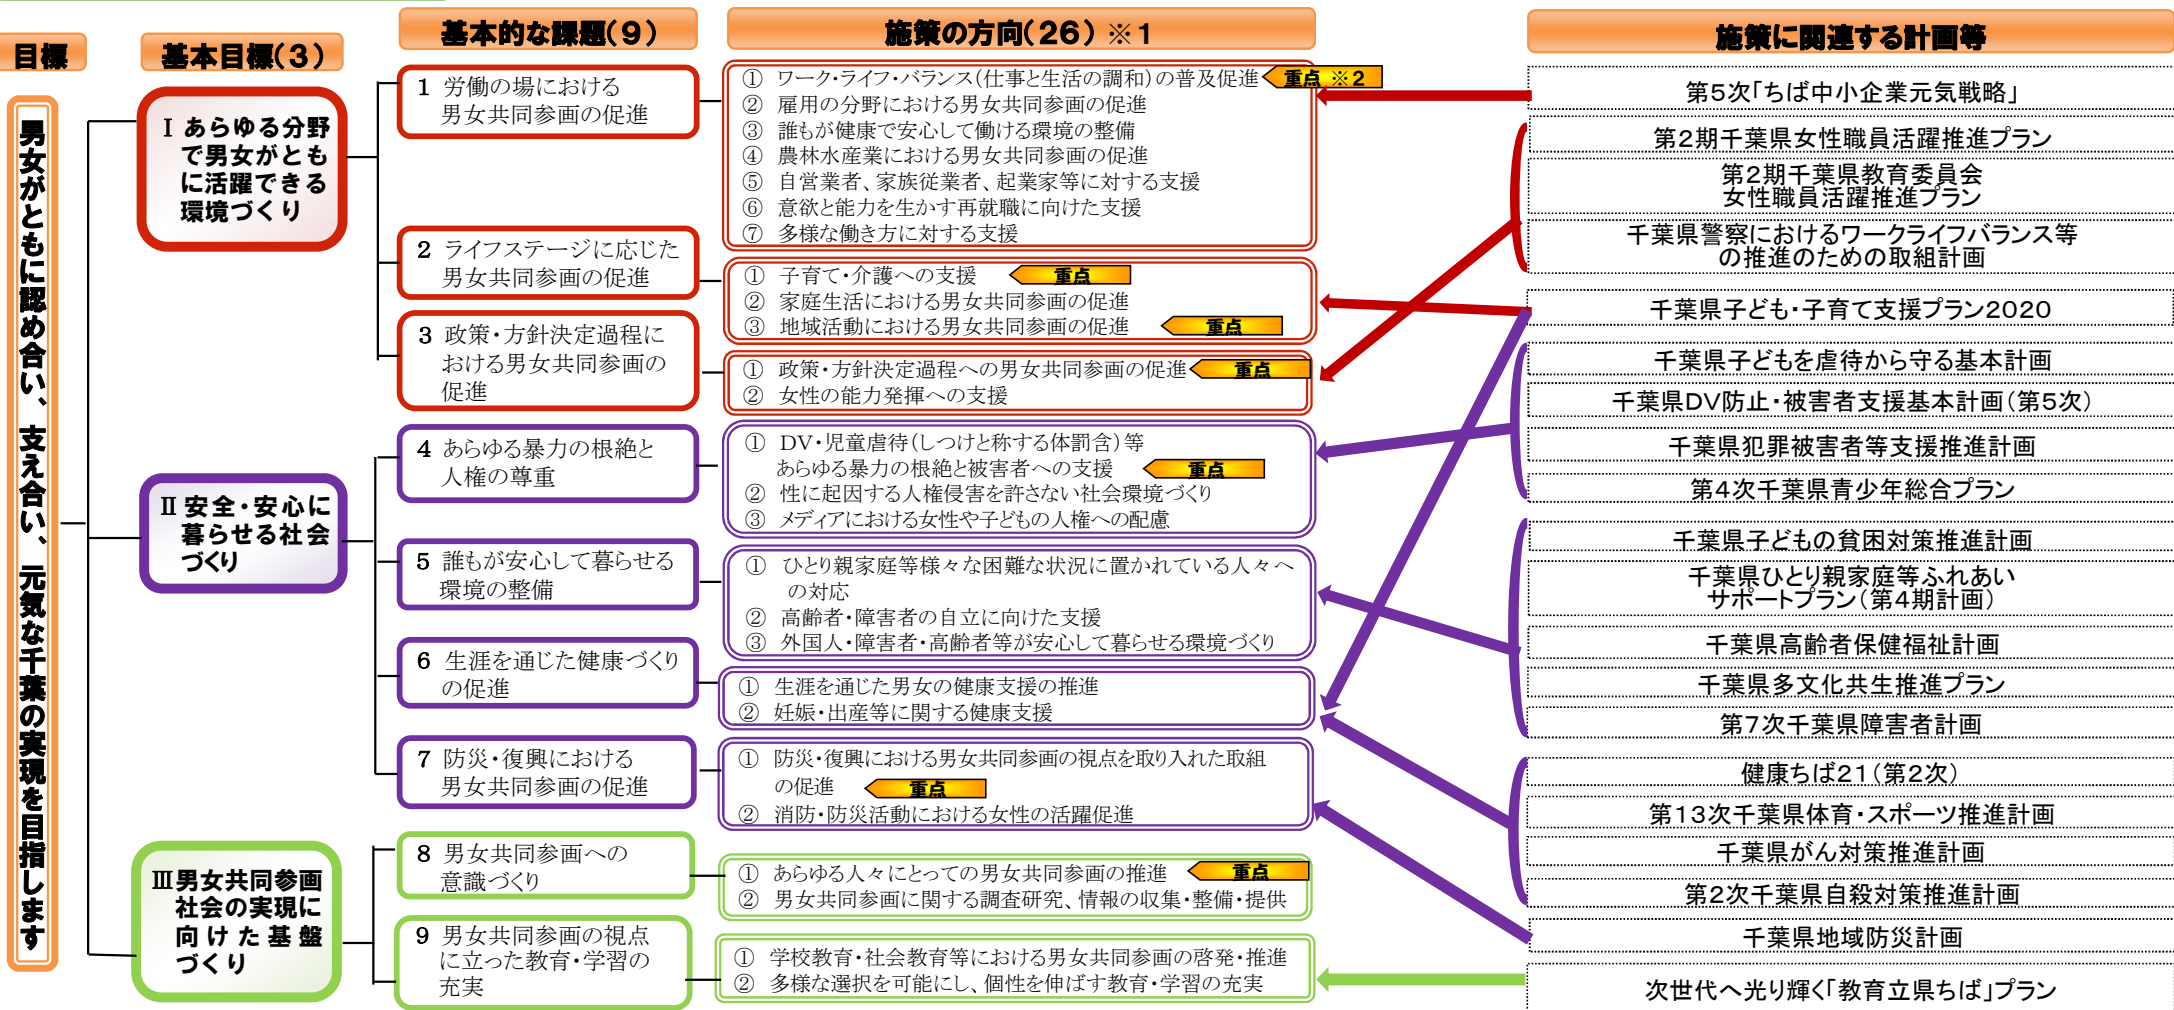 目標
基本目標(3)
基本的な課題(9)
施策の方向(26)※1
施策に関連する計画等
男女がともに認め合い、支え合い、元気な千葉の実現を目指します
Ⅰ あらゆる分野
で男女がとも
に活躍できる
環境づくり
1 労働の場における
男女共同参画の促進
① ワーク・ライフ・バランス(仕事と生活の調和)の普及促進 重点 ※2
② 雇用の分野における男女共同参画の促進
③ 誰もが健康で安心して働ける環境の整備
④ 農林水産業における男女共同参画の促進
⑤ 自営業者、家族従業者、起業家等に対する支援
⑥ 意欲と能力を生かす再就職に向けた支援
⑦ 多様な働き方に対する支援
2 ライフステージに応じた
男女共同参画の促進
① 子育て・介護への支援 重点
② 家庭生活における男女共同参画の促進
③ 地域活動における男女共同参画の促進 重点
3 政策・方針決定過程に
おける男女共同参画の
促進
① 政策・方針決定過程への男女共同参画の促進 重点
② 女性の能力発揮への支援
Ⅱ 安全・安心に
暮らせる社会
づくり
4 あらゆる暴力の根絶と
人権の尊重
① DV・児童虐待(しつけと称する体罰含)等
あらゆる暴力の根絶と被害者への支援 重点
② 性に起因する人権侵害を許さない社会環境づくり
③ メディアにおける女性や子どもの人権への配慮
5 誰もが安心して暮らせる
環境の整備
① ひとり親家庭等様々な困難な状況に置かれている人々へ
の対応
② 高齢者・障害者の自立に向けた支援
③ 外国人・障害者・高齢者等が安心して暮らせる環境づくり
6 生涯を通じた健康づくり
の促進
① 生涯を通じた男女の健康支援の推進
② 妊娠・出産等に関する健康支援
7 防災・復興における
男女共同参画の促進
① 防災・復興における男女共同参画の視点を取り入れた取組
の促進 重点
② 消防・防災活動における女性の活躍促進
Ⅲ 男女共同参画
社会の実現に
向けた基盤
づくり
8 男女共同参画への
意識づくり
① あらゆる人々にとっての男女共同参画の推進 重点
② 男女共同参画に関する調査研究、情報の収集・整備・提供
9 男女共同参画の視点
に立った教育・学習の
充実
① 学校教育・社会教育等における男女共同参画の啓発・推進
② 多様な選択を可能にし、個性を伸ばす教育・学習の充実
第5次「ちば中小企業元気戦略」
第2期千葉県女性職員活躍推進プラン
第2期千葉県教育委員会
女性職員活躍推進プラン
千葉県警察におけるワークライフバランス等
の推進のための取組計画
千葉県子ども・子育て支援プラン2020
千葉県子どもを虐待から守る基本計画
千葉県DV防止・被害者支援基本計画(第5次)
千葉県犯罪被害者等支援推進計画
第4次千葉県青少年総合プラン
千葉県子どもの貧困対策推進計画
千葉県ひとり親家庭等ふれあい
サポートプラン(第4期計画)
千葉県高齢者保健福祉計画
千葉県多文化共生推進プラン
第7次千葉県障害者計画
健康ちば21(第2次)
第13次千葉県体育・スポーツ推進計画
千葉県がん対策推進計画
第2次千葉県自殺対策推進計画
千葉県地域防災計画
次世代へ光り輝く「教育立県ちば」プラン